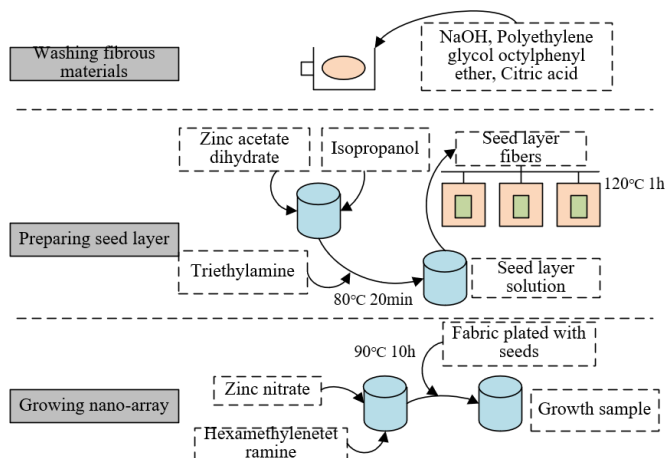 Washing fibrous
materials
NaOH, Polyethylene
glycol octylphenyl
ether, Citric acid
Preparing seed layer
Zinc acetate
dihydrate
Isopropanol
Seed layer
fibers
120℃ 1h
Triethylamine
80℃ 20min
Seed layer
solution
Growing nano-array
90℃ 10h
Fabric plated with
seeds
Zinc nitrate
Hexamethylenetet
ramine
Growth sample